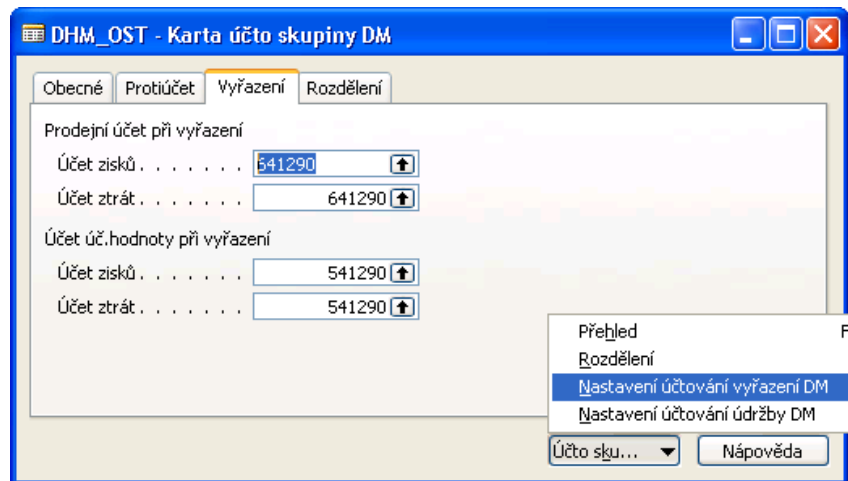 DHM_OST - Karta účto skupiny DM
Obecné Protiúčet Vyřazení Rozdělení
Prodejní účet při vyřazení
Účet zisků . . . . . . . 641290
Účet ztrát . . . . . . . 641290
Účet úč.hodnoty při vyřazení
Účet zisků . . . . . . . 541290
Účet ztrát . . . . . . . 541290
Přehled F
Rozdělení
Nastavení účtování vyřazení DM
Nastavení účtování údržby DM
Účto sku... Nápověda